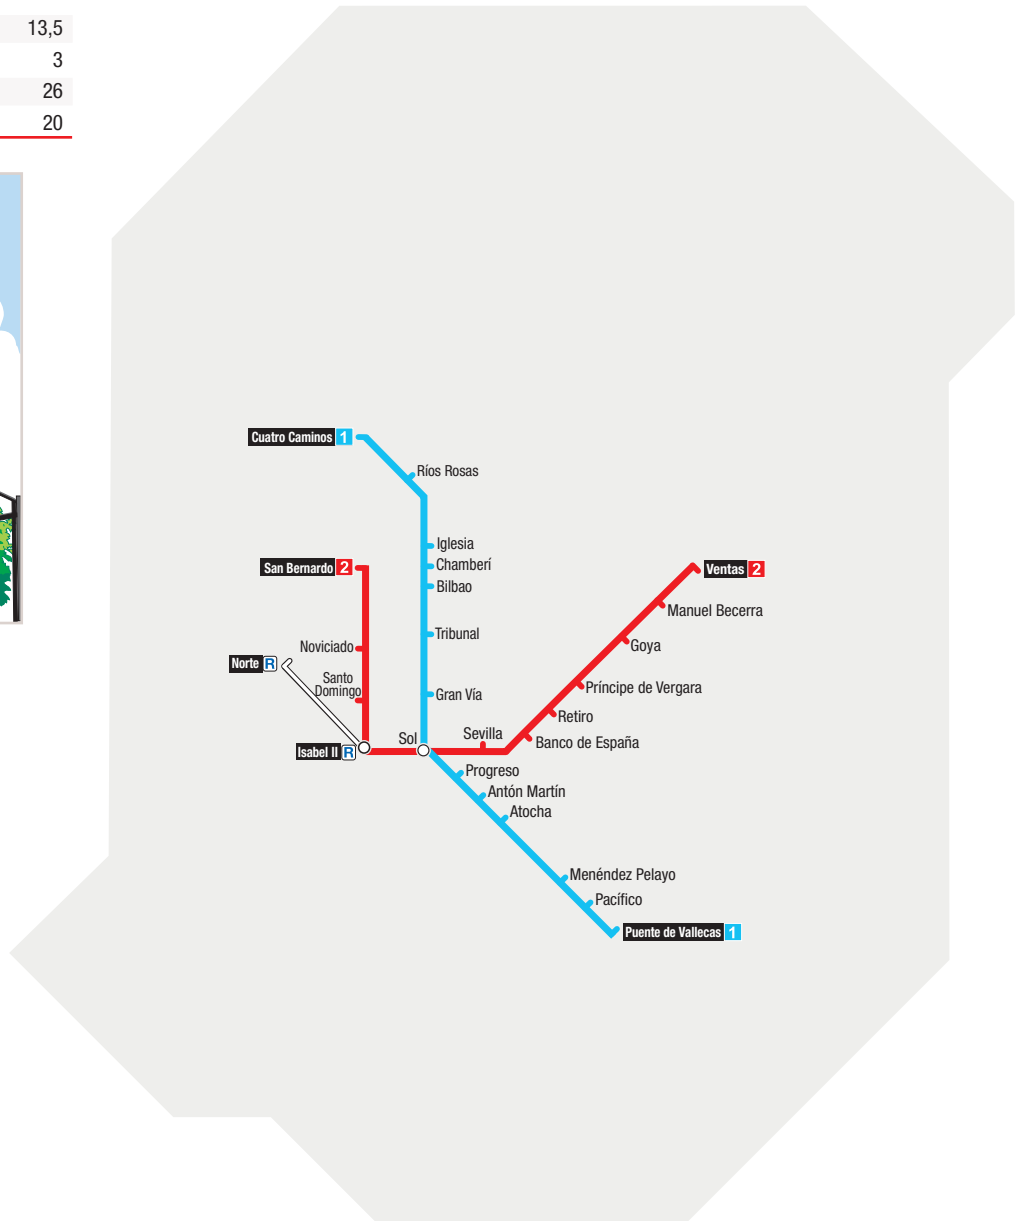 13,5
3
26
20
Cuatro Caminos 1
Ríos Rosas
Iglesia
San Bernardo 2
Chamberí
Ventas 2
Bilbao
Manuel Becerra
Tribunal
Noviciado
Goya
Norte R
Santo
Domingo
Príncipe de Vergara
Gran Vía
Retiro
Sol
Sevilla
Banco de España
Isabel II R
Progreso
Antón Martín
Atocha
Menéndez Pelayo
Pacífico
Puente de Vallecas 1